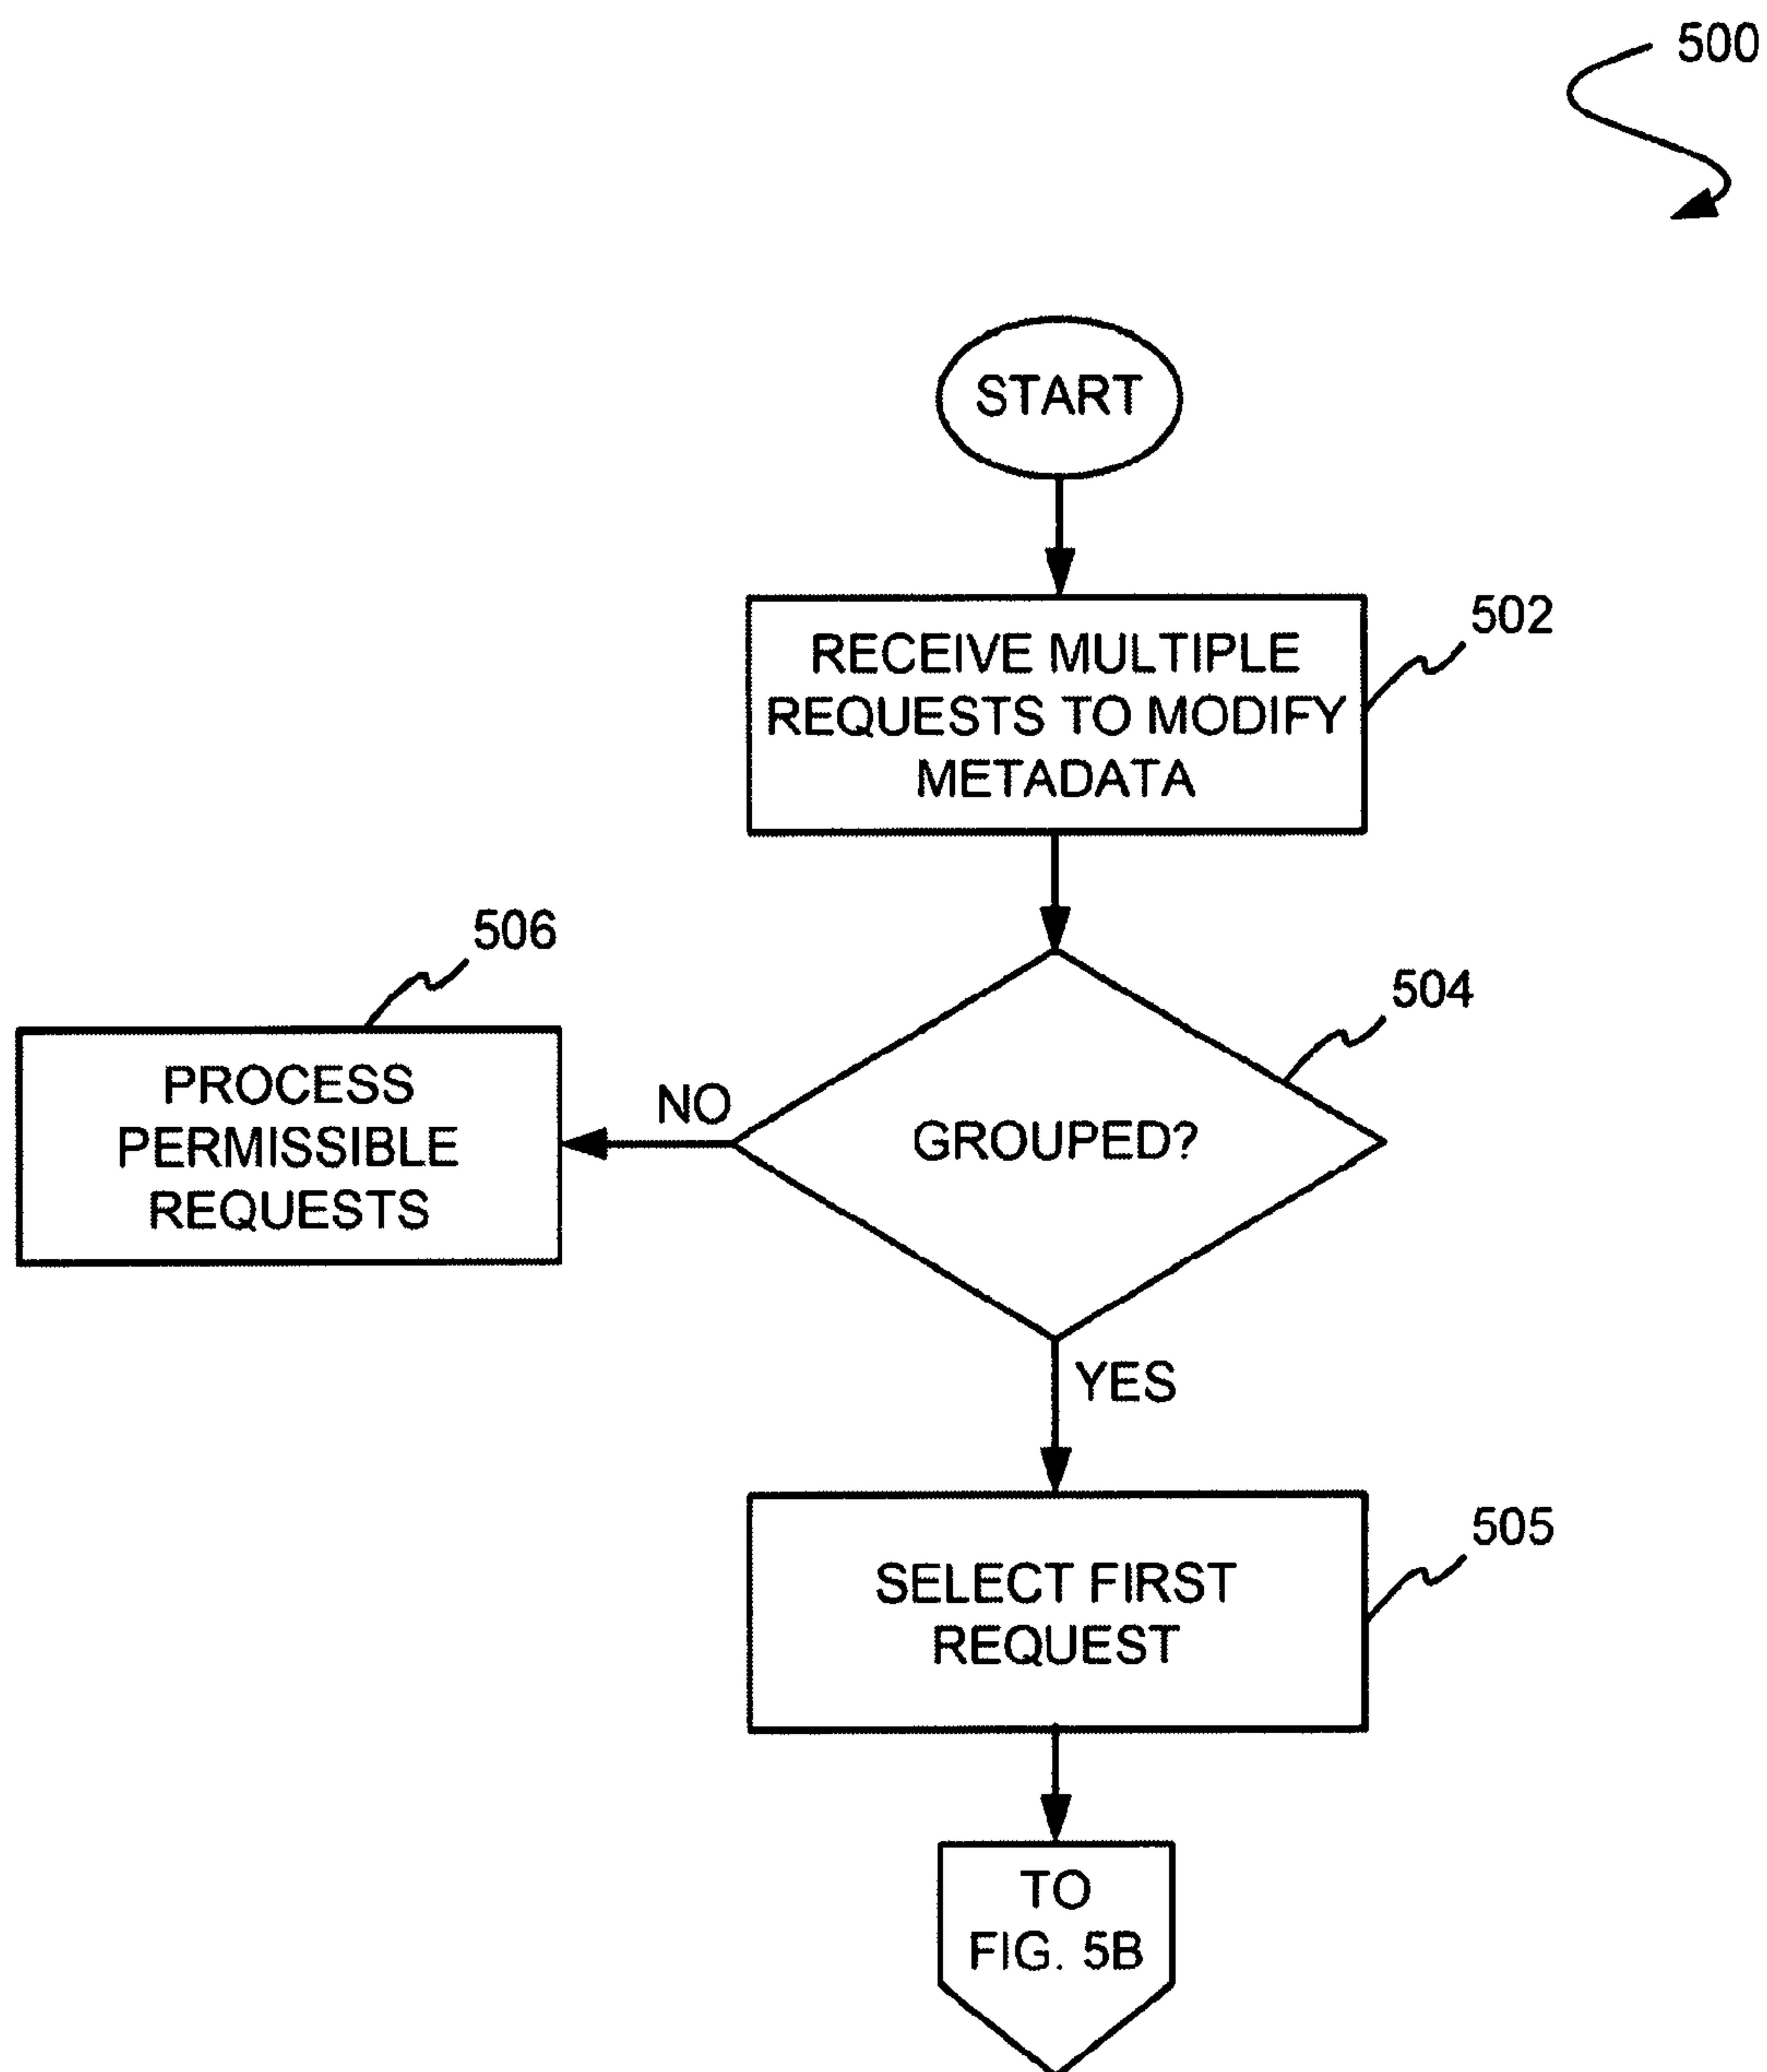 500
START
RECEIVE MULTIPLE
REQUESTS TO MODIFY
METADATA
502
506
504
PROCESS
PERMISSIBLE
REQUESTS
NO
GROUPED?
YES
505
SELECT FIRST
REQUEST
TO
FIG. 5B